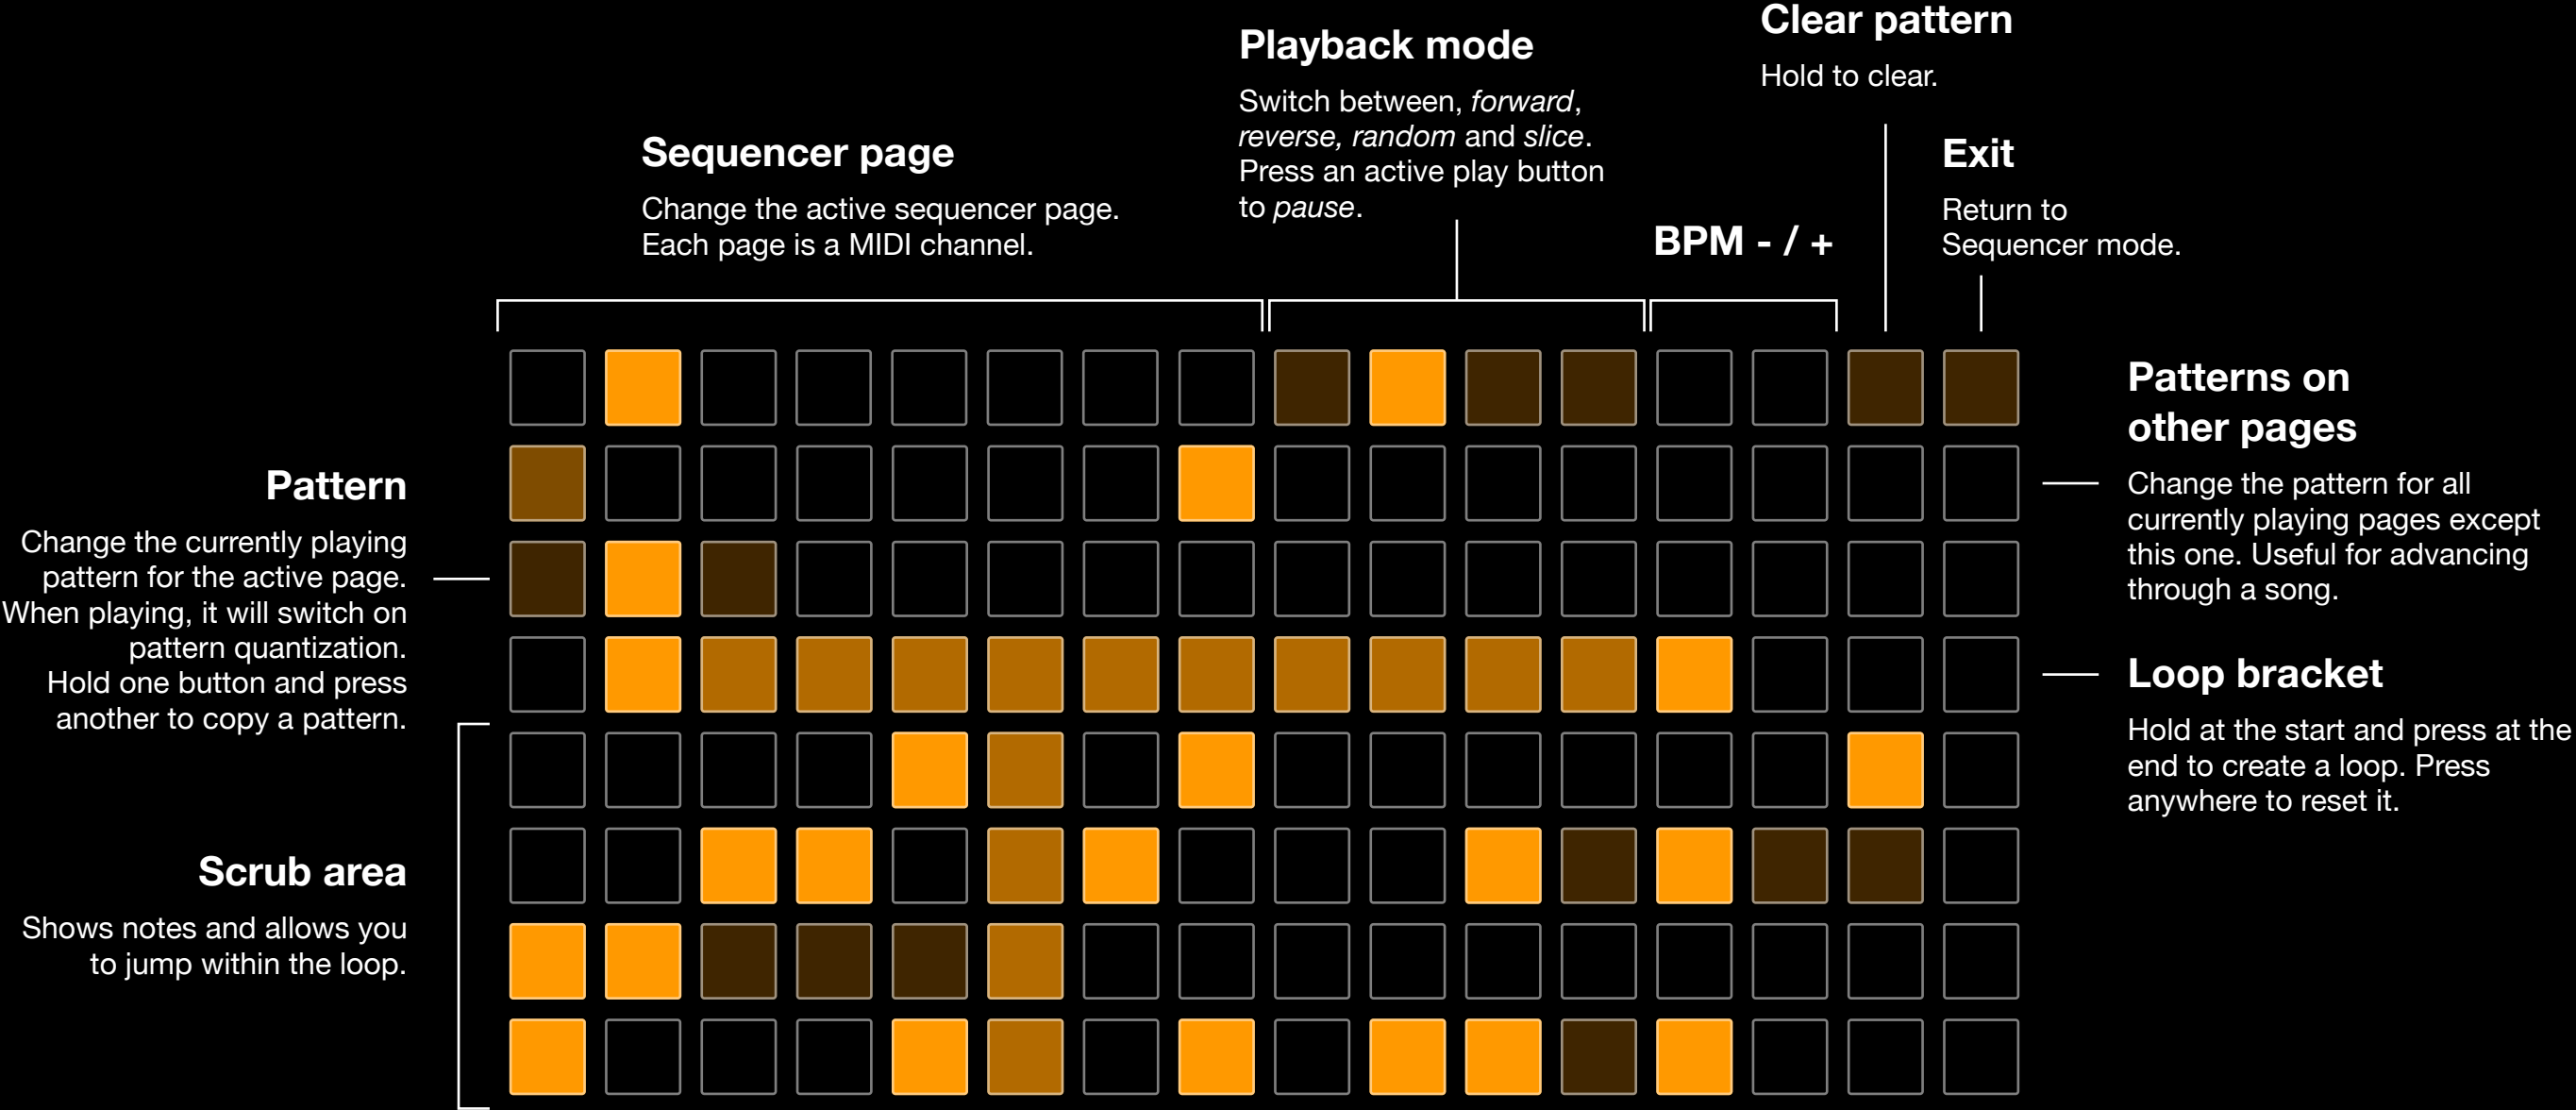 Clear pattern
Hold to clear.
Playback mode
Switch between, forward,
reverse, random and slice.
Press an active play button
to pause.
Sequencer page
Change the active sequencer page.
Each page is a MIDI channel.
Exit
Return to
Sequencer mode.
BPM - / +
Patterns on
other pages
Change the pattern for all
currently playing pages except
this one. Useful for advancing
through a song.
Pattern
Change the currently playing
pattern for the active page.
When playing, it will switch on
pattern quantization.
Hold one button and press
another to copy a pattern.
Loop bracket
Hold at the start and press at the
end to create a loop. Press
anywhere to reset it.
Scrub area
Shows notes and allows you
to jump within the loop.